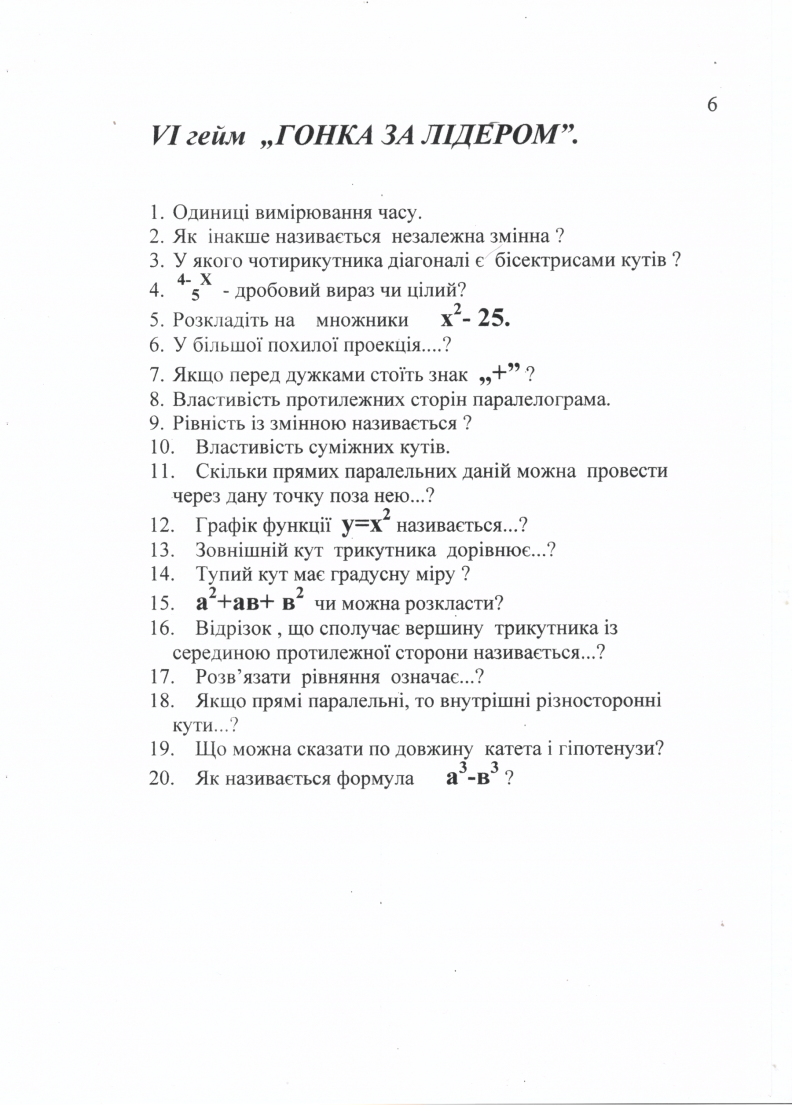 6
VI гейм „ГОНКА ЗА ЛІДЕРОМ”.
1. Одиниці вимірювання часу.
2. Як інакше називається незалежна змінна ?
3. У якого чотирикутника діагоналі є бісектрисами кутів ?
4. 4- х 5 - дробовий вираз чи цілий?
5. Розкладіть на множники х²- 25.
6. У більшої похилої проекція....?
7. Якщо перед дужками стоїть знак „+” ?
8. Властивість протилежних сторін паралелограма.
9. Рівність із змінною називається ?
10. Властивість суміжних кутів.
11. Скільки прямих паралельних даній можна провести
через дану точку поза нею...?
12. Графік функції у=х² називається...?
13. Зовнішній кут трикутника дорівнює...?
14. Тупий кут має градусну міру ?
15. а²+ав+ в² чи можна розкласти?
16. Відрізок , що сполучає вершину трикутника із
серединою протилежної сторони називається...?
17. Розв’язати рівняння означає...?
18. Якщо прямі паралельні, то внутрішні різносторонні
кути...?
19. Що можна сказати по довжину катета і гіпотенузи?
20. Як називається формула а³-в³ ?